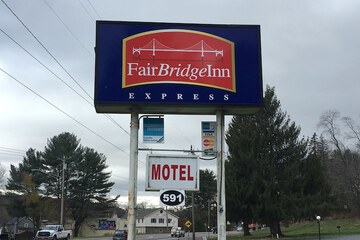 FairBridgeInn
EXPRESS
MOTEL
591